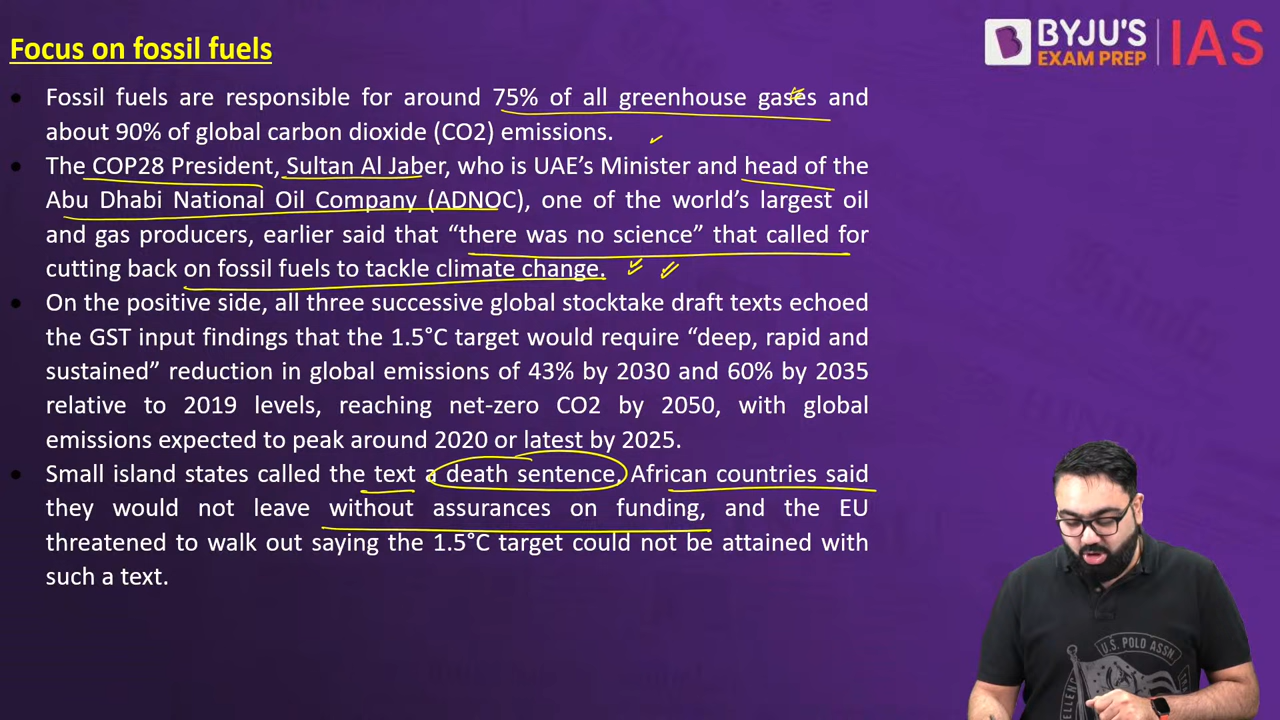 Focus on fossil fuels
BYJU'S
EXAM PREP
IAS
• Fossil fuels are responsible for around 75% of all greenhouse gases and
about 90% of global carbon dioxide (CO2) emissions.
• The COP28 President, Sultan Al Jaber, who is UAE's Minister and head of the
Abu Dhabi National Oil Company (ADNOC), one of the world's largest oil
and gas producers, earlier said that “there was no science” that called for
cutting back on fossil fuels to tackle climate change.
• On the positive side, all three successive global stocktake draft texts echoed
the GST input findings that the 1.5°C target would require “deep, rapid and
sustained” reduction in global emissions of 43% by 2030 and 60% by 2035
relative to 2019 levels, reaching net-zero CO2 by 2050, with global
emissions expected to peak around 2020 or latest by 2025.
• Small island states called the text a death sentence, African countries said
they would not leave without assurances on funding, and the EU
threatened to walk out saying the 1.5°C target could not be attained with
such a text.
U.S. POLO ASSN.